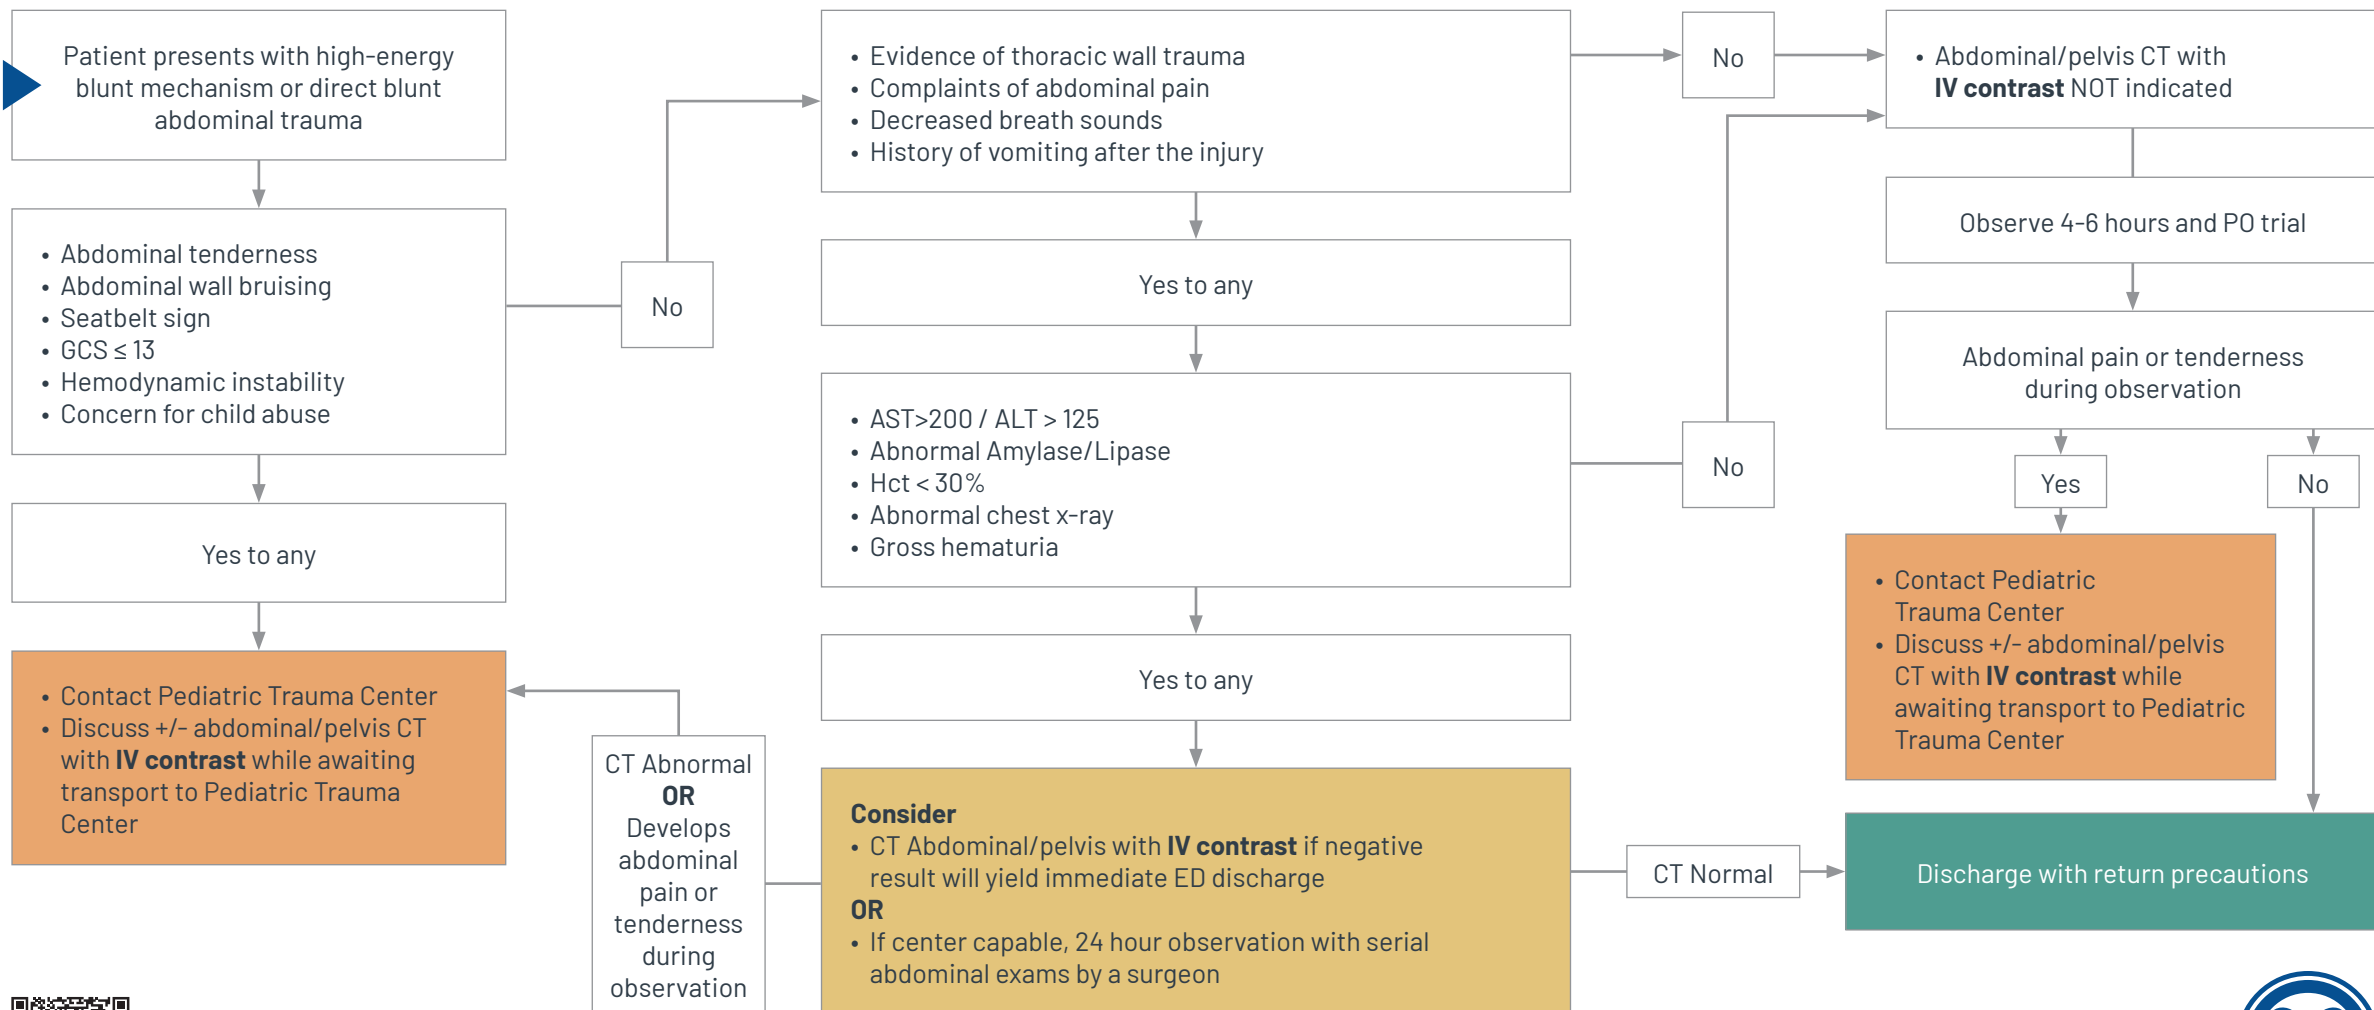 Patient presents with high-energy
blunt mechanism or direct blunt
abdominal trauma
• Abdominal tenderness
• Abdominal wall bruising
• Seatbelt sign
• GCS ≤ 13
• Hemodynamic instability
• Concern for child abuse
Yes to any
• Contact Pediatric Trauma Center
• Discuss +/- abdominal/pelvis CT
with IV contrast while awaiting
transport to Pediatric Trauma
Center
No
• Evidence of thoracic wall trauma
• Complaints of abdominal pain
• Decreased breath sounds
• History of vomiting after the injury
Yes to any
• AST>200 / ALT > 125
• Abnormal Amylase/Lipase
• Hct < 30%
• Abnormal chest x-ray
• Gross hematuria
Yes to any
Consider
• CT Abdominal/pelvis with IV contrast if negative
result will yield immediate ED discharge
OR
• If center capable, 24 hour observation with serial
abdominal exams by a surgeon
CT Abnormal
OR
Develops
abdominal
pain or
tenderness
during
observation
CT Normal
No
No
• Abdominal/pelvis CT with
IV contrast NOT indicated
Observe 4-6 hours and PO trial
Abdominal pain or tenderness
during observation
Yes
No
• Contact Pediatric
Trauma Center
• Discuss +/- abdominal/pelvis
CT with IV contrast while
awaiting transport to Pediatric
Trauma Center
Discharge with return precautions